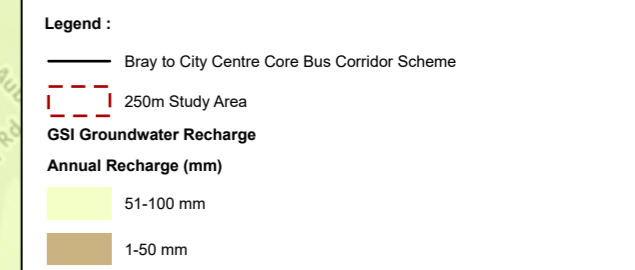 Legend :
Bray to City Centre Core Bus Corridor Scheme
250m Study Area
GSI Groundwater Recharge
Annual Recharge (mm)
51-100 mm
1-50 mm
Rd